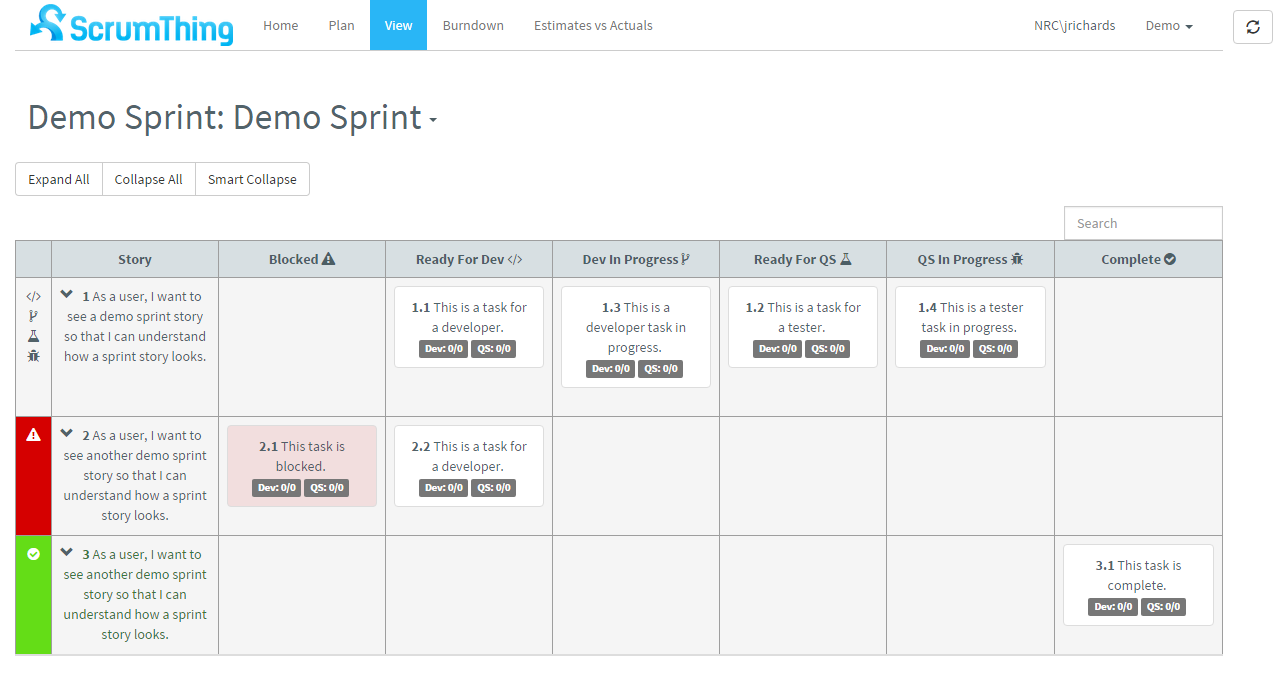 ScrumThing
Home
Plan
View
Burndown
Estimates vs Actuals
NRC\jrichards
Demo
Demo Sprint: Demo Sprint
Expand All
Collapse All
Smart Collapse
Search
Story
Blocked
Ready For Dev </>
Dev In Progress
Ready For QS
QS In Progress
Complete
</>
1 As a user, I want to
see a demo sprint story
so that I can understand
how a sprint story looks.
1.1 This is a task for
a developer.
Dev: 0/0 QS: 0/0
1.3 This is a
developer task in
progress.
Dev: 0/0 QS: 0/0
1.2 This is a task for
a tester.
Dev: 0/0 QS: 0/0
1.4 This is a tester
task in progress.
Dev: 0/0 QS: 0/0
2 As a user, I want to
see another demo sprint
story so that I can
understand how a sprint
story looks.
2.1 This task is
blocked.
Dev: 0/0 QS: 0/0
2.2 This is a task for
a developer.
Dev: 0/0 QS: 0/0
3 As a user, I want to
see another demo sprint
story so that I can
understand how a sprint
story looks.
3.1 This task is
complete.
Dev: 0/0 QS: 0/0